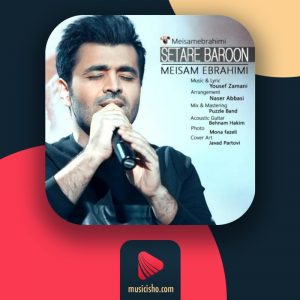 Meisamebrahimi
SETARE BAROON
MEISAM EBRAHIMI
Music & Lyric
Yousef Zamani
Arrangement
Naser Abbasi
Mix & Mastering
Puzzle Band
Acoustic Guitar
Behnam Hakim
Photo
Mona fazeli
Cover Art
Javad Partovi
musicisho.com